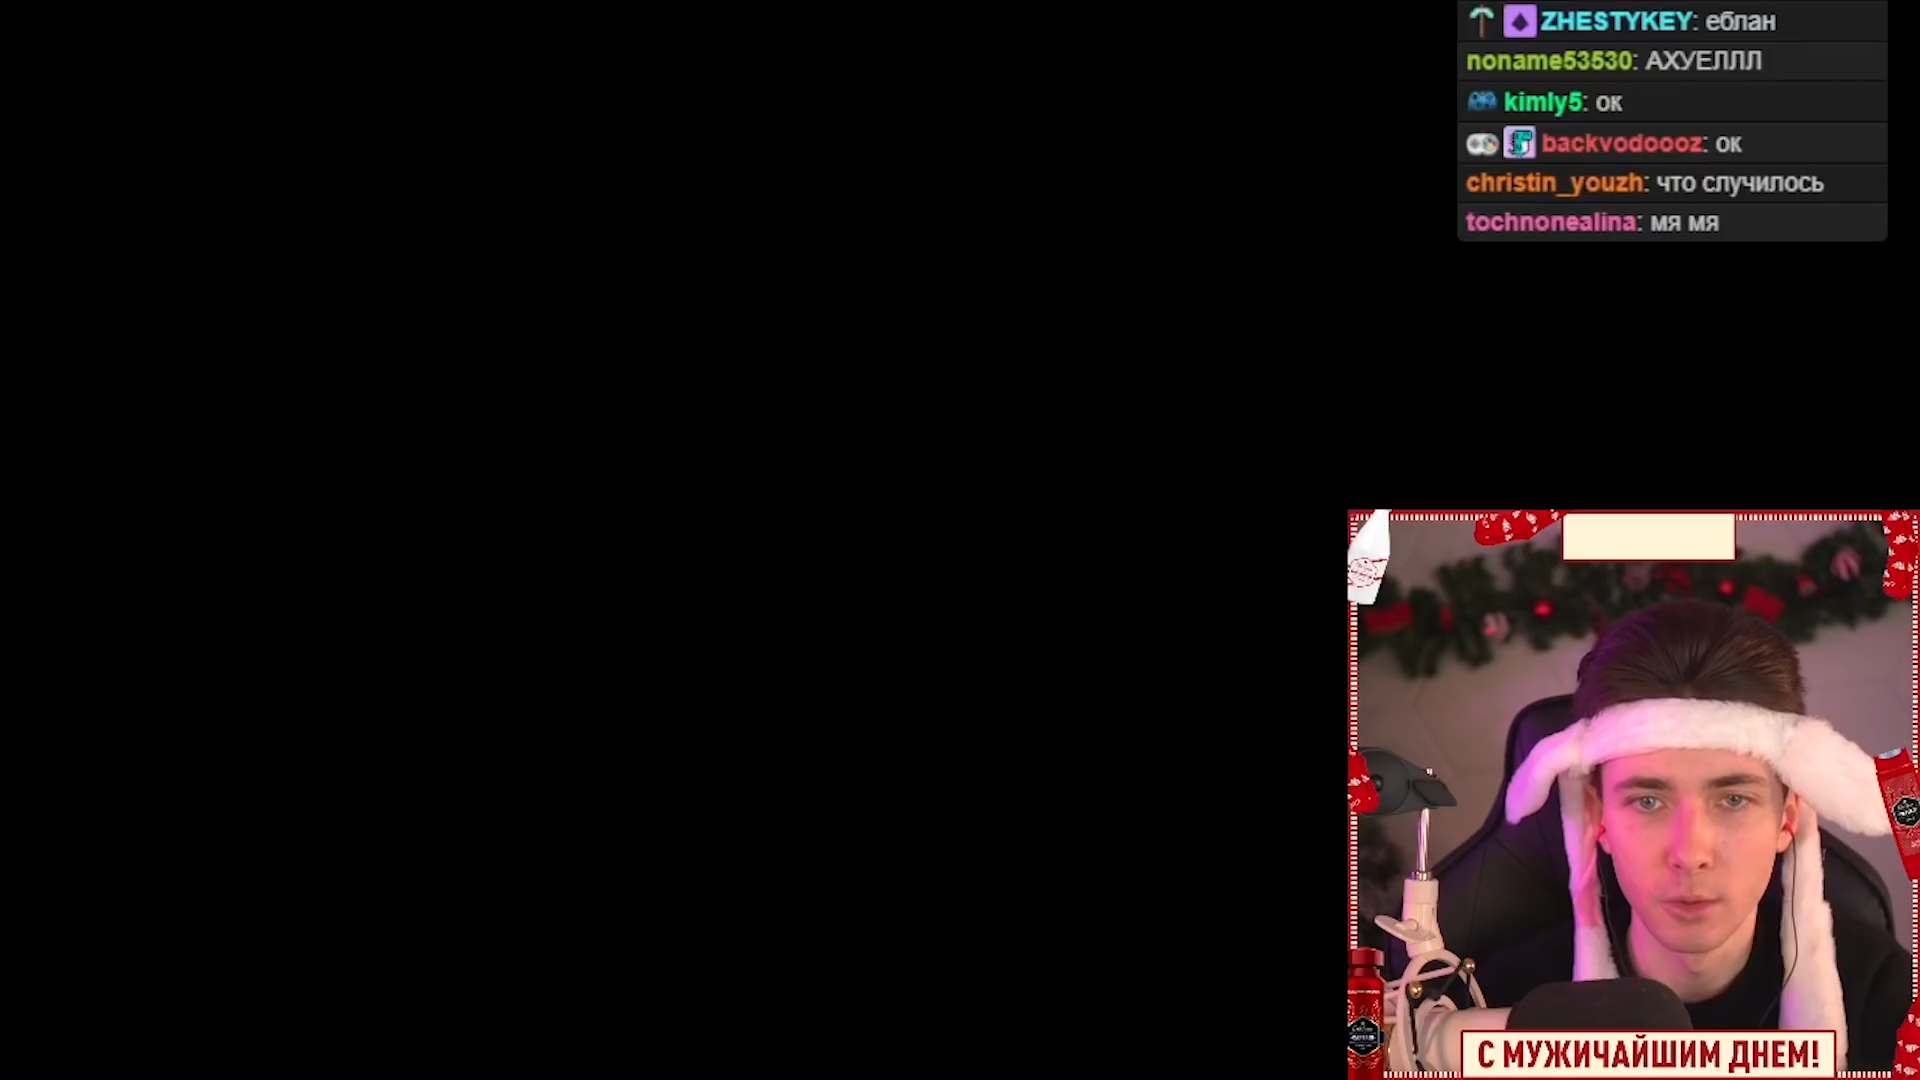 ZHESTYKEY: еблан
noname53530: АХУЕЛЛЛ
kimly5: ок
backvodoooz: ок
christin_youzh: что случилось
tochnonealina: мя мя
С МУЖИЧАЙШИМ ДНЕМ!